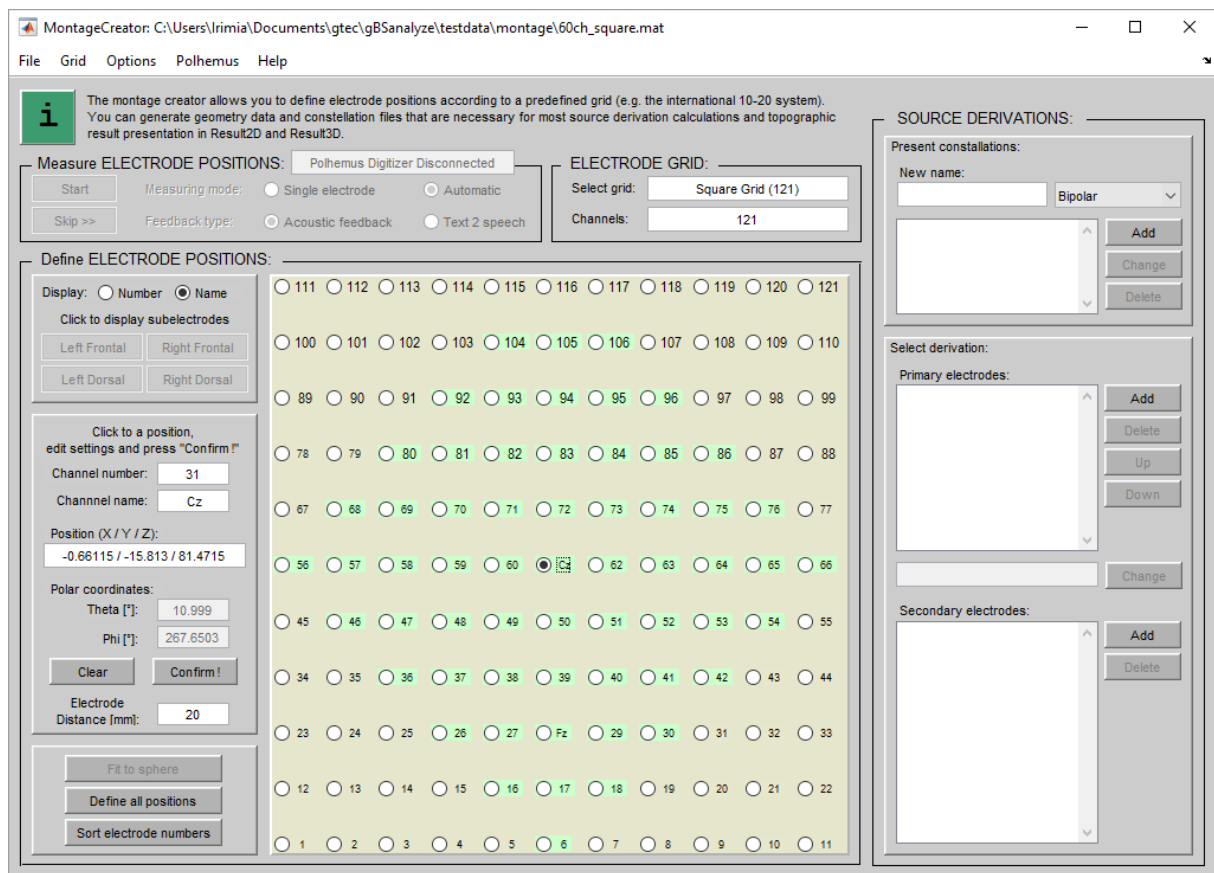 MontageCreator: C:\Users\Irimia\Documents\gtec\gBSanalyze\testdata\montage\60ch_square.mat
File Grid Options Polhemus Help
i
The montage creator allows you to define electrode positions according to a predefined grid (e.g. the international 10-20 system).
You can generate geometry data and constellation files that are necessary for most source derivation calculations and topographic
result presentation in Result2D and Result3D.
Measure ELECTRODE POSITIONS: Polhemus Digitizer Disconnected
Start Measuring mode: Single electrode Automatic
Skip >> Feedback type: Acoustic feedback Text 2 speech
ELECTRODE GRID:
Select grid: Square Grid (121)
Channels: 121
Define ELECTRODE POSITIONS:
Display: Number Name
Click to display subelectrodes
Left Frontal Right Frontal
Left Dorsal Right Dorsal
Click to a position,
edit settings and press "Confirm!"
Channel number: 31
Channnel name: Cz
Position (X / Y / Z):
-0.66115 / -15.813 / 81.4715
Polar coordinates:
Theta [°]: 10.999
Phi [°]: 267.6503
Clear Confirm!
Electrode
Distance [mm]: 20
Fit to sphere
Define all positions
Sort electrode numbers
111 112 113 114 115 116 117 118 119 120 121
100 101 102 103 104 105 106 107 108 109 110
89 90 91 92 93 94 95 96 97 98 99
78 79 80 81 82 83 84 85 86 87 88
67 68 69 70 71 72 73 74 75 76 77
56 57 58 59 60 Cz 62 63 64 65 66
45 46 47 48 49 50 51 52 53 54 55
34 35 36 37 38 39 40 41 42 43 44
23 24 25 26 27 Fz 29 30 31 32 33
12 13 14 15 16 17 18 19 20 21 22
1 2 3 4 5 6 7 8 9 10 11
SOURCE DERIVATIONS:
Present constallations:
New name:
Bipolar
Add
Change
Delete
Select derivation:
Primary electrodes:
Add
Delete
Up
Down
Change
Secondary electrodes:
Add
Delete